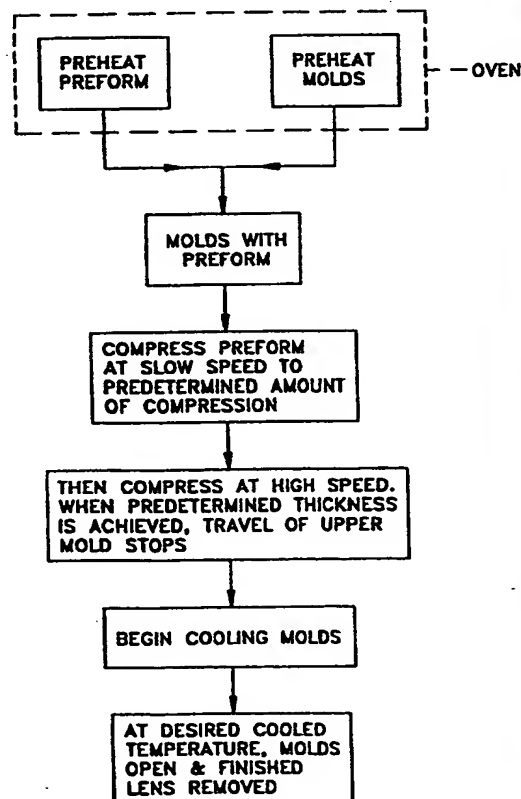 PREHEAT
PREFORM
PREHEAT
MOLDS
OVEN
MOLDS WITH
PREFORM
COMPRESS PREFORM
AT SLOW SPEED TO
PREDETERMINED AMOUNT
OF COMPRESSION
THEN COMPRESS AT HIGH SPEED.
WHEN PREDETERMINED THICKNESS
IS ACHIEVED, TRAVEL OF UPPER
MOLD STOPS
BEGIN COOLING MOLDS
AT DESIRED COOLED
TEMPERATURE, MOLDS
OPEN & FINISHED
LENS REMOVED